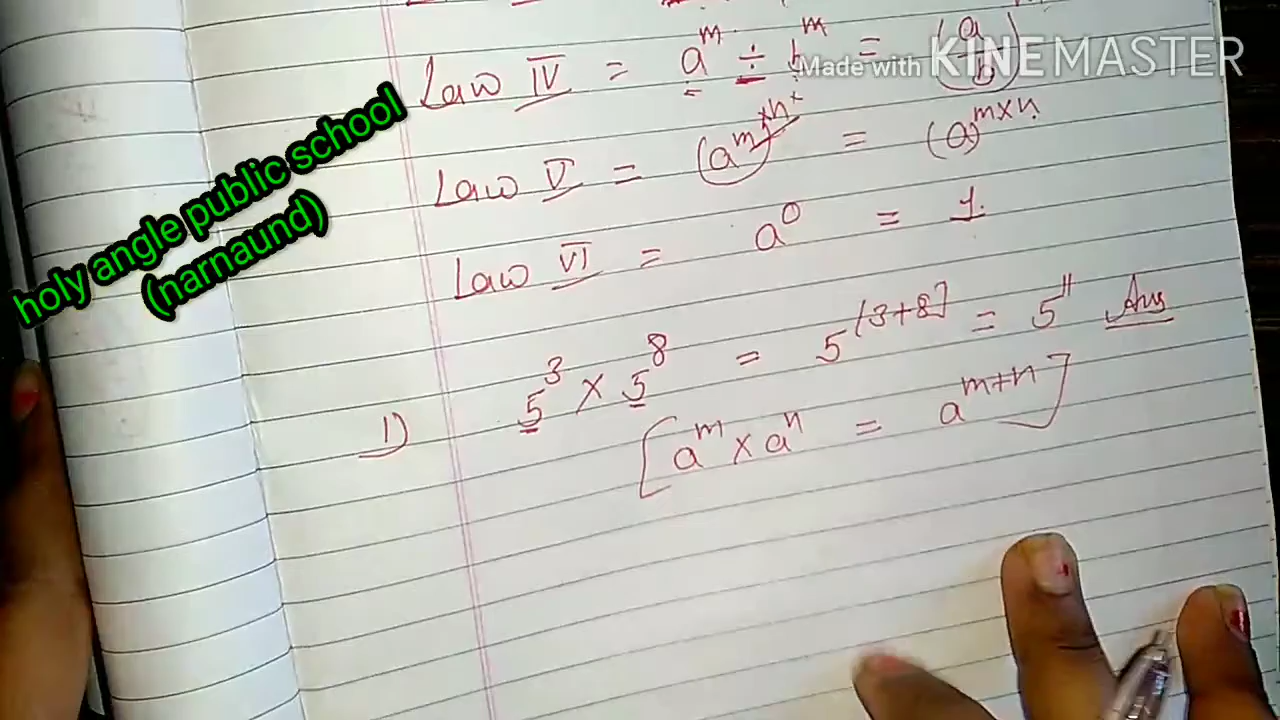 Law IV = a^m ÷ b^m = (a/b)^m
Made with KINEMASTER
Law V = (a^m)^×n = (a)^m×n
Law VI = a^0 = 1.
holy angle public school
(narnaund)
1) 5^3 × 5^8 = 5^(3+8] = 5^11 Ans
[a^m × a^n = a^m+n]